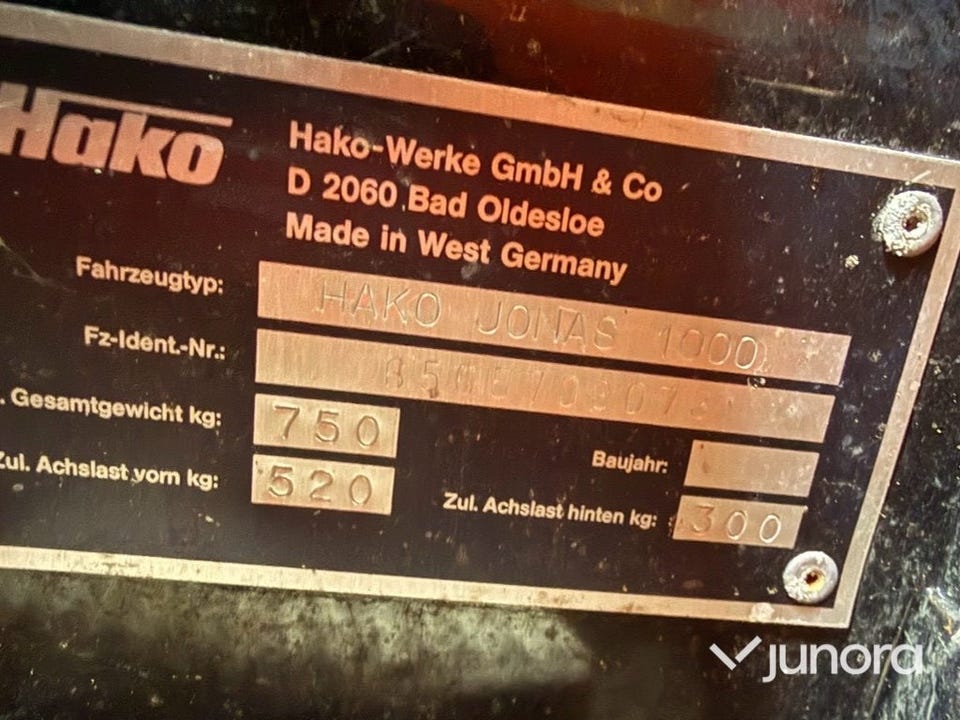 Hako
Hako-Werke GmbH & Co
D 2060 Bad Oldesloe
Made in West Germany
Fahrzeugtyp: HAKO JONAS 1000
Fz-Ident.-Nr.:
. Gesamtgewicht kg: 750
Baujahr:
Zul. Achslast vorn kg: 520
Zul. Achslast hinten kg: 300
junora